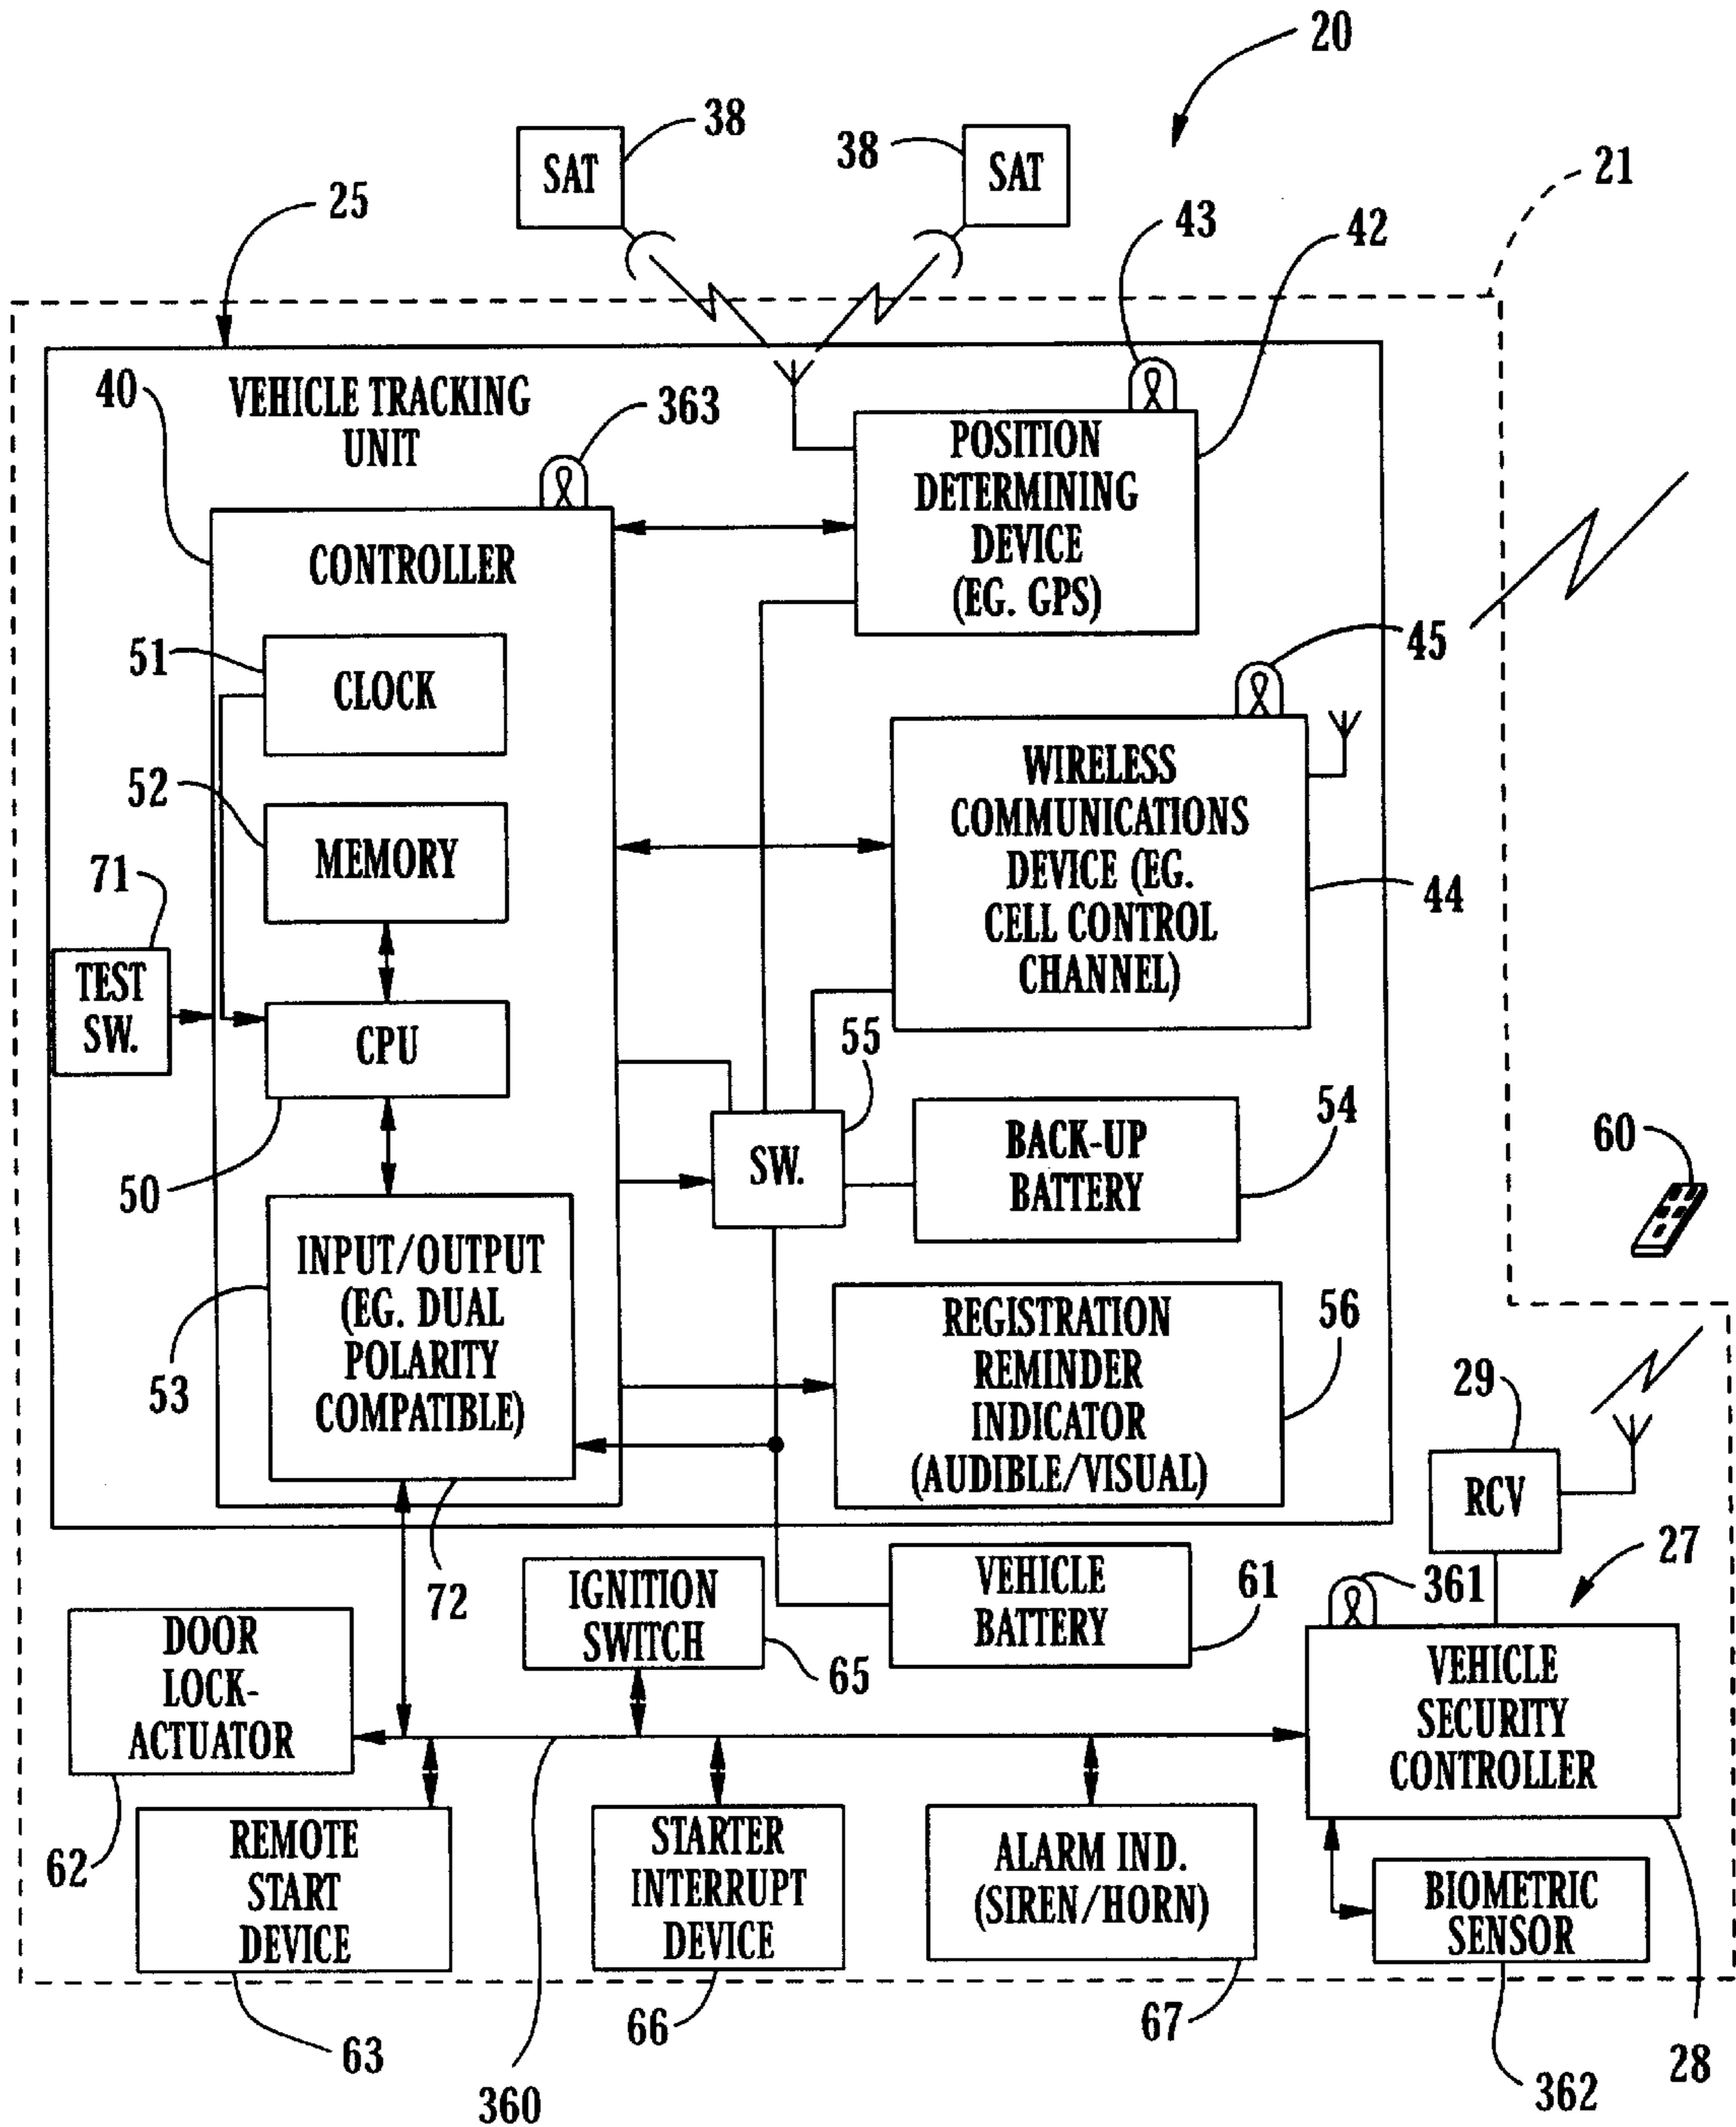 20
38
38
SAT
SAT
21
25
43
42
40
VEHICLE TRACKING
UNIT
363
POSITION
DETERMINING
DEVICE
(EG. GPS)
CONTROLLER
51
CLOCK
45
52
MEMORY
WIRELESS
COMMUNICATIONS
DEVICE (EG.
CELL CONTROL
CHANNEL)
44
71
TEST
SW.
CPU
50
55
SW.
BACK-UP
BATTERY
54
60
INPUT/OUTPUT
(EG. DUAL
POLARITY
COMPATIBLE)
53
REGISTRATION
REMINDER
INDICATOR
(AUDIBLE/VISUAL)
56
29
RCV
72
IGNITION
SWITCH
65
VEHICLE
BATTERY
61
361
27
DOOR
LOCK-
ACTUATOR
62
VEHICLE
SECURITY
CONTROLLER
REMOTE
START
DEVICE
63
STARTER
INTERRUPT
DEVICE
66
ALARM IND.
(SIREN/HORN)
67
BIOMETRIC
SENSOR
28
360
362